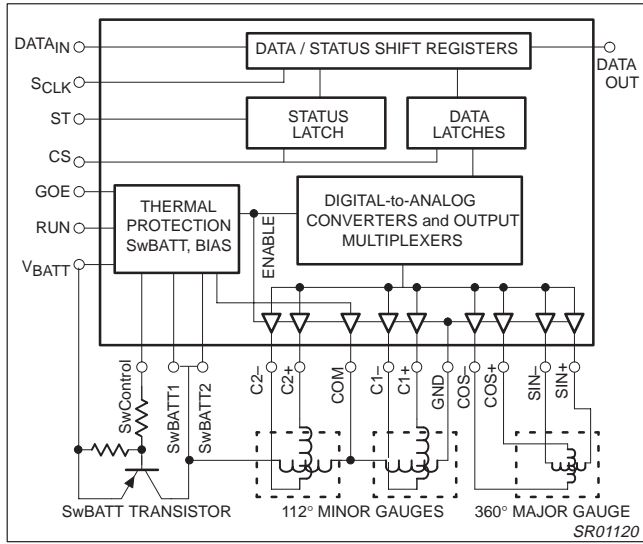 DATA / STATUS SHIFT REGISTERS
DATAIN
DATA
OUT
SCLK
ST
STATUS
LATCH
DATA
LATCHES
CS
GOE
RUN
VBATT
THERMAL
PROTECTION
SwBATT, BIAS
ENABLE
DIGITAL-to-ANALOG
CONVERTERS and OUTPUT
MULTIPLEXERS
SwControl
SwBATT1
SwBATT2
C2–
C2+
COM
C1–
C1+
GND
COS–
COS+
SIN–
SIN+
SwBATT TRANSISTOR
112° MINOR GAUGES
360° MAJOR GAUGE
SR01120